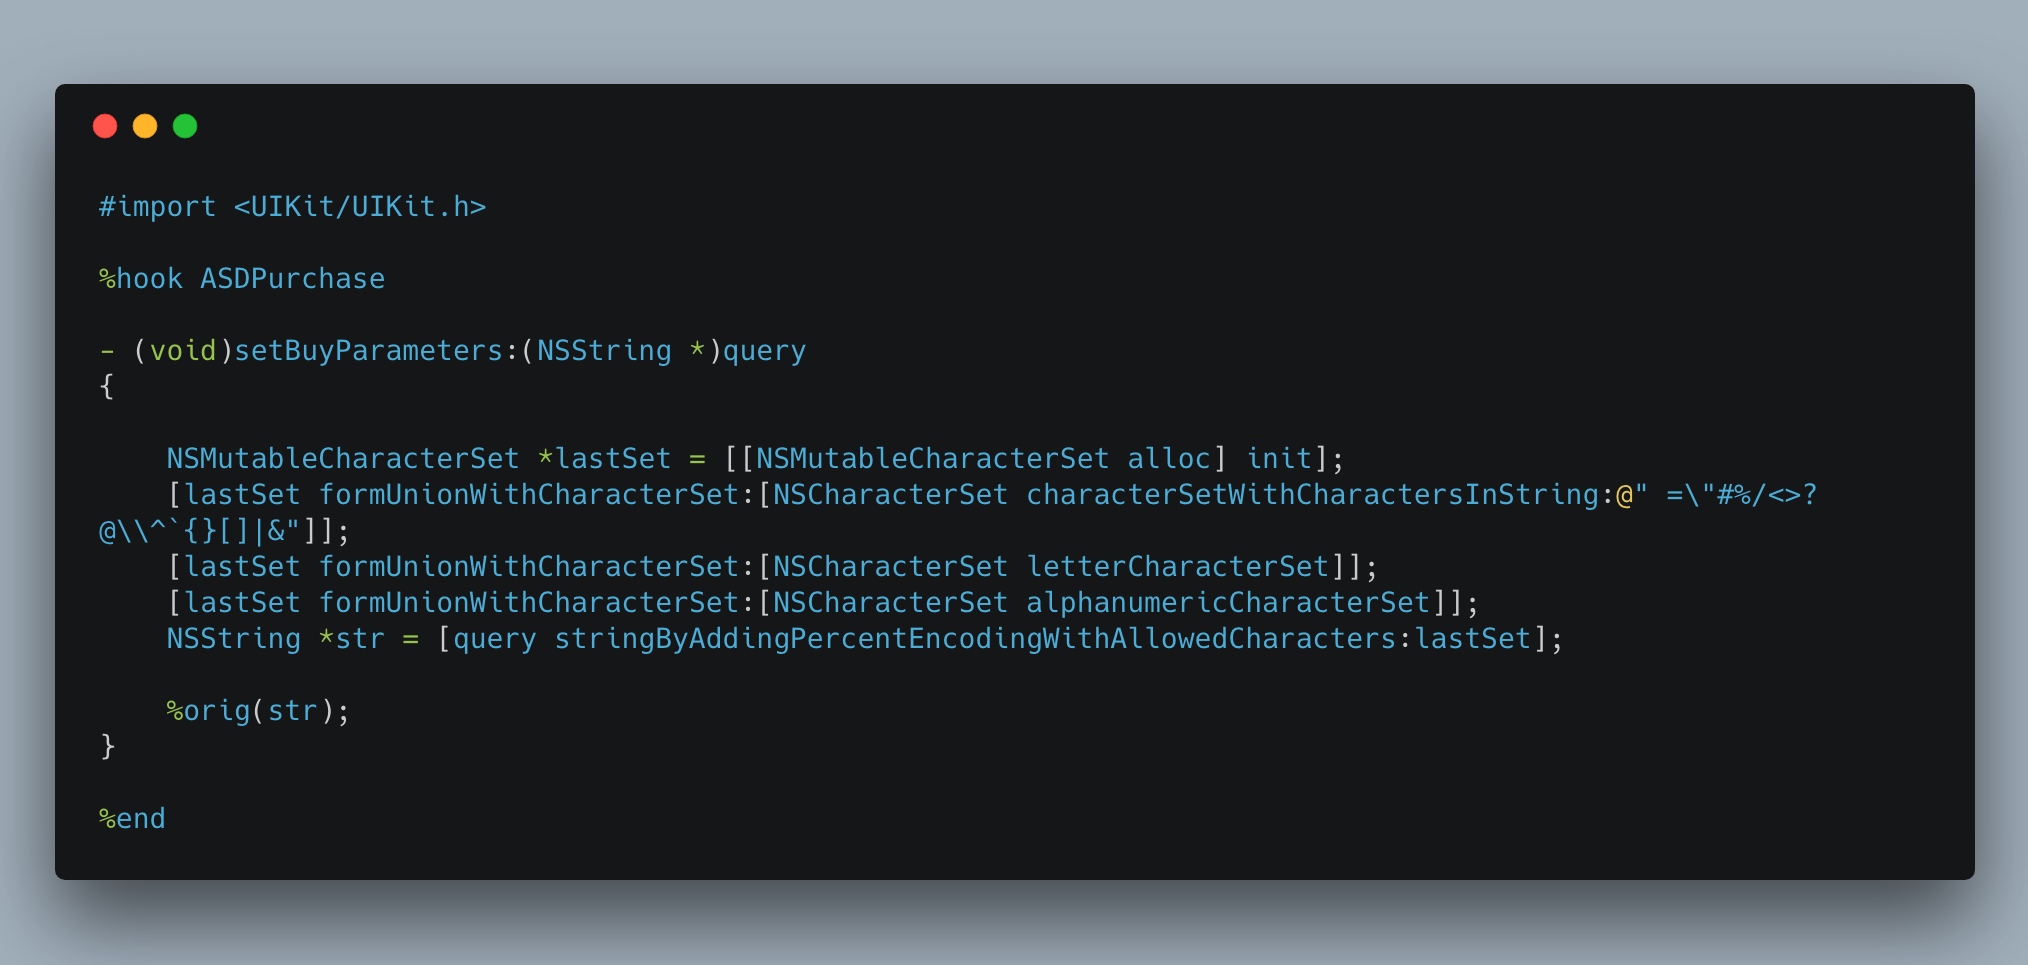 #import <UIKit/UIKit.h>
%hook ASDPurchase
- (void)setBuyParameters:(NSString *)query
{
    NSMutableCharacterSet *lastSet = [[NSMutableCharacterSet alloc] init];
    [lastSet formUnionWithCharacterSet:[NSCharacterSet characterSetWithCharactersInString:@" =\"#%/<>?
@\\^`{}[]|&"]];
    [lastSet formUnionWithCharacterSet:[NSCharacterSet letterCharacterSet]];
    [lastSet formUnionWithCharacterSet:[NSCharacterSet alphanumericCharacterSet]];
    NSString *str = [query stringByAddingPercentEncodingWithAllowedCharacters:lastSet];
    %orig(str);
}
%end